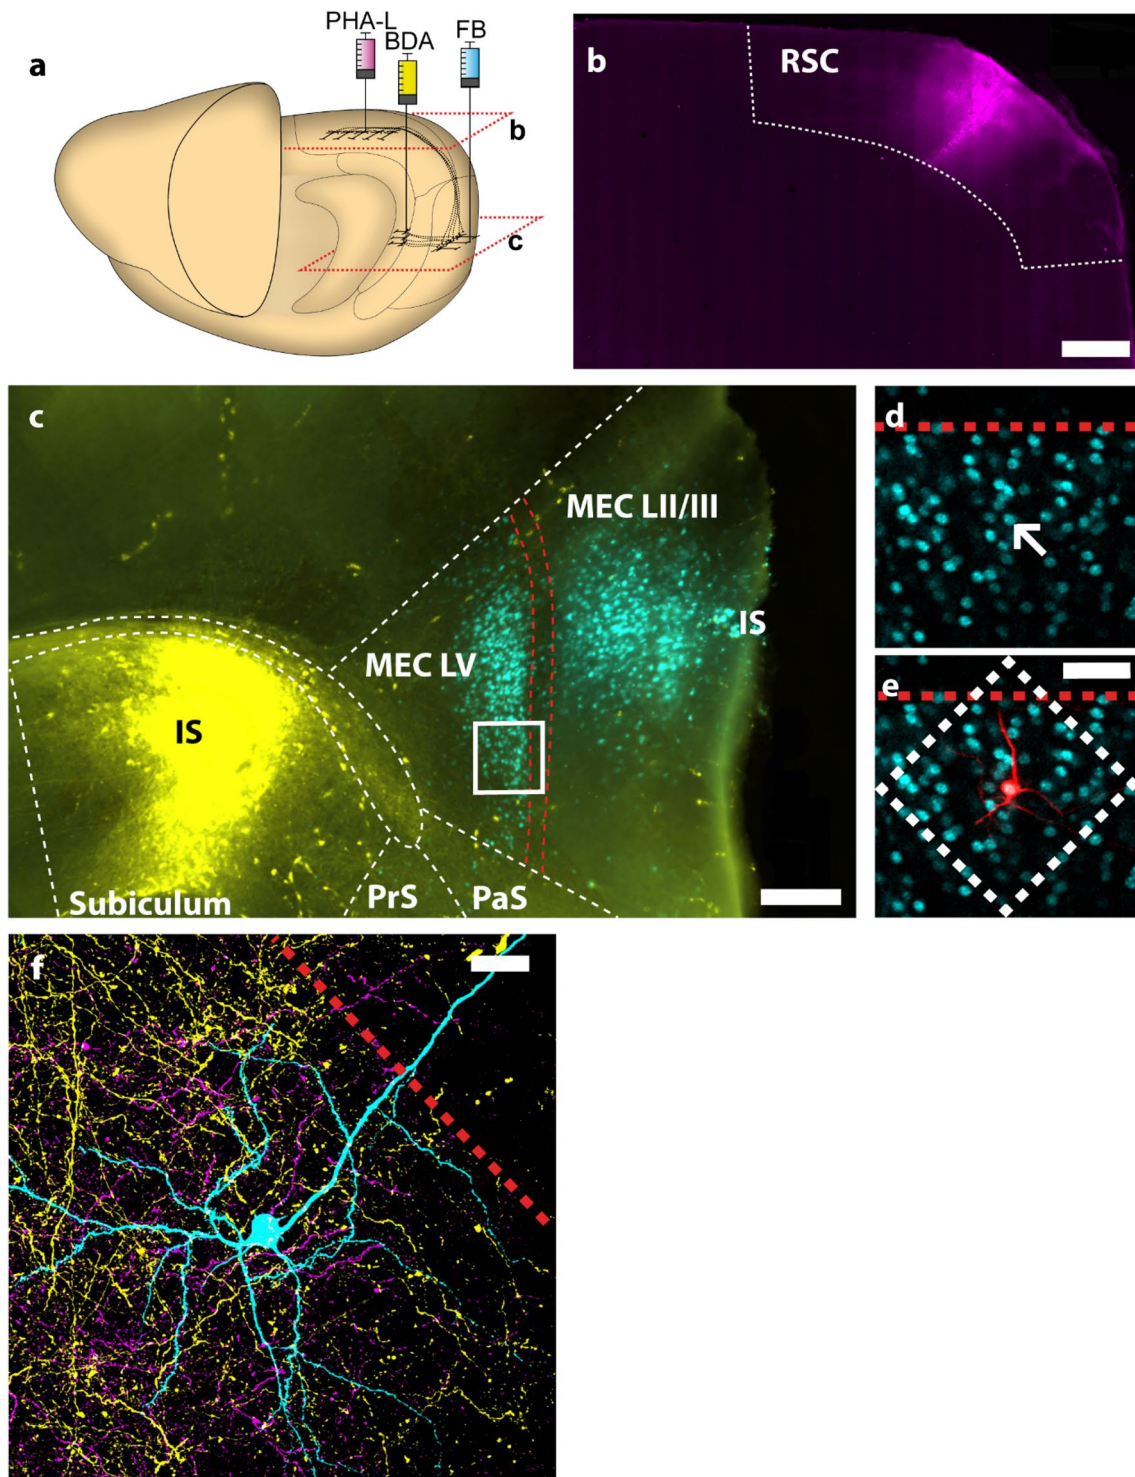 a
PHA-L
BDA
FB
b
c
b
RSC
c
MEC LII/III
IS
MEC LV
IS
Subiculum
PrS
PaS
d
e
f